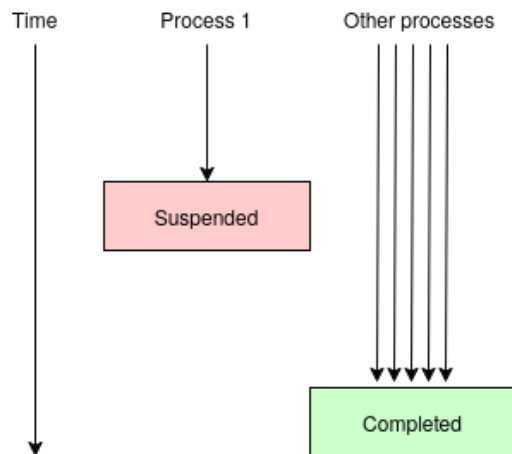 Time
Process 1
Other processes
Suspended
Completed